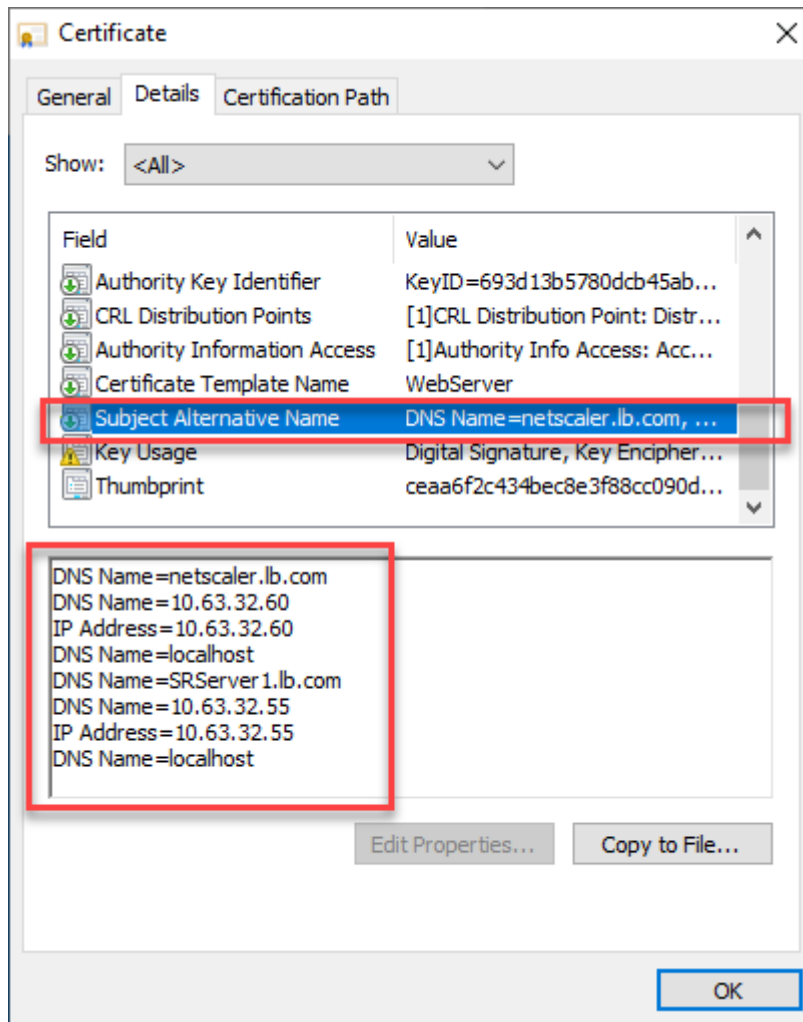 Certificate
General Details Certification Path
Show: <All>
Field Value
Authority Key Identifier KeyID=693d13b5780dcb45ab...
CRL Distribution Points [1]CRL Distribution Point: Distr...
Authority Information Access [1]Authority Info Access: Acc...
Certificate Template Name WebServer
Subject Alternative Name DNS Name=netscaler.lb.com, ...
Key Usage Digital Signature, Key Encipher...
Thumbprint ceaa6f2c434bec8e3f88cc090d...
DNS Name=netscaler.lb.com
DNS Name=10.63.32.60
IP Address=10.63.32.60
DNS Name=localhost
DNS Name=SRServer1.lb.com
DNS Name=10.63.32.55
IP Address=10.63.32.55
DNS Name=localhost
Edit Properties... Copy to File...
OK